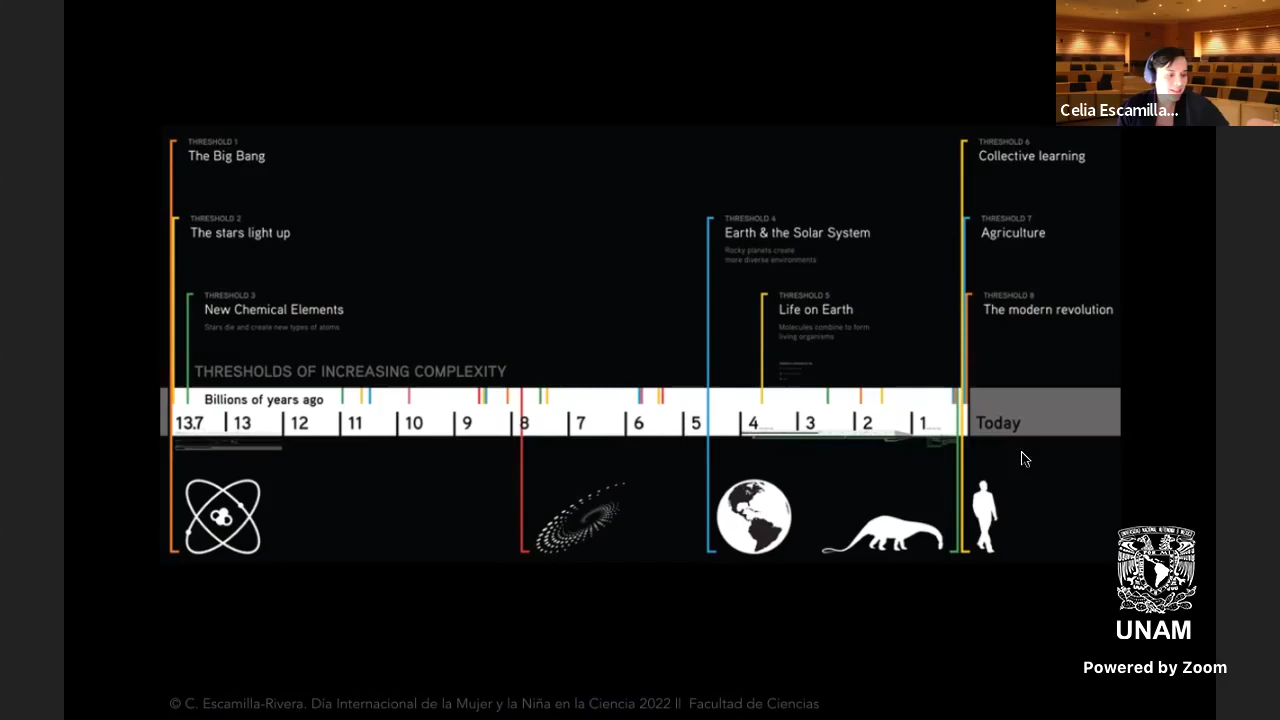 Celia Escamilla...
THRESHOLD 1
The Big Bang
THRESHOLD 6
Collective learning
THRESHOLD 2
The stars light up
THRESHOLD 4
Earth & the Solar System
Rocky planets create
more diverse environments
THRESHOLD 7
Agriculture
THRESHOLD 3
New Chemical Elements
Stars die and create new types of atoms
THRESHOLD 5
Life on Earth
Molecules combine to form
living organisms
THRESHOLD 8
The modern revolution
THRESHOLDS OF INCREASING COMPLEXITY
Billions of years ago
13.7 13 12 11 10 9 8 7 6 5 4 3 2 1 Today
UNAM
Powered by Zoom
© C. Escamilla-Rivera. Día Internacional de la Mujer y la Niña en la Ciencia 2022 || Facultad de Ciencias